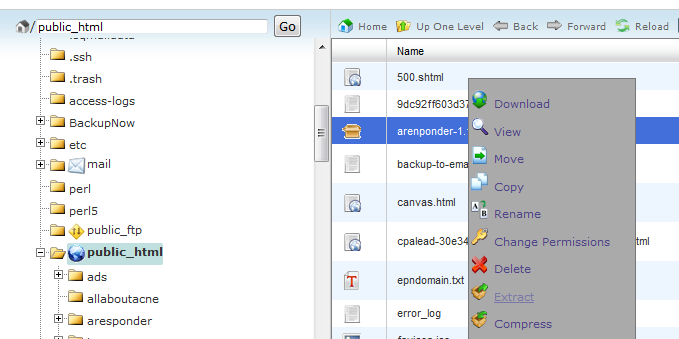 /public_html Go
.ssh
.trash
access-logs
BackupNow
etc
mail
perl
perl5
public_ftp
public_html
ads
allaboutacne
aresponder
Home Up One Level Back Forward Reload
Name
500.shtml
9dc92ff603d37
arenponder-1.
backup-to-ema
canvas.html
cpalead-30e34
ml
epndomain.txt
error_log
Download
View
Move
Copy
Rename
Change Permissions
Delete
Extract
Compress